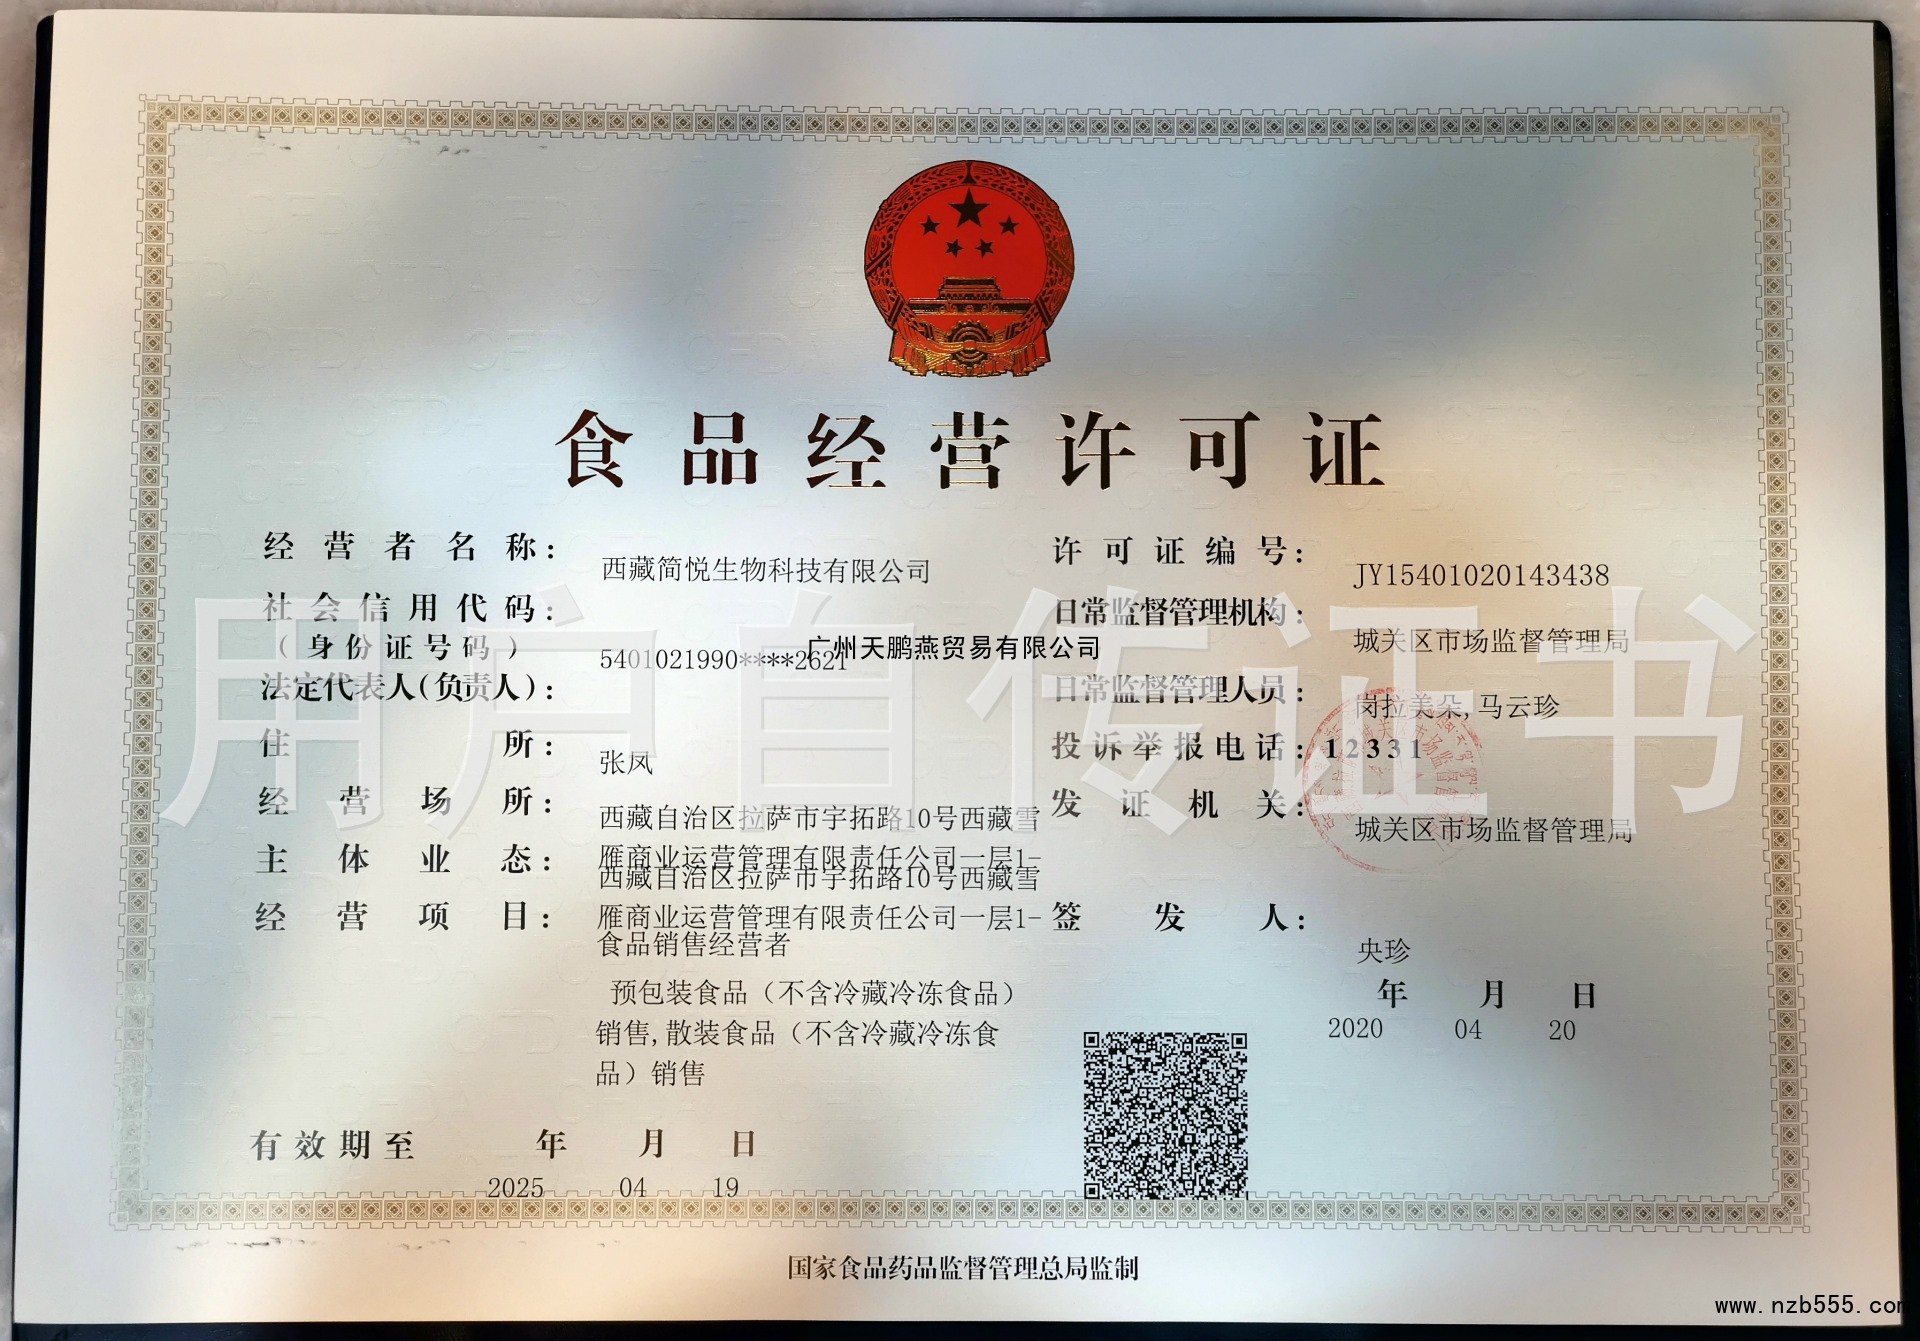 食品经营许可证
经营者名称：
西藏简悦生物科技有限公司
社会信用代码：
（身份证号码）
5401021990****2621
广州天鹏燕贸易有限公司
法定代表人(负责人)：
住所：
张凤
经营场所：
西藏自治区拉萨市宇拓路10号西藏雪
主体业态：
雁商业运营管理有限责任公司一层1-
西藏自治区拉萨市宇拓路10号西藏雪
经营项目：
雁商业运营管理有限责任公司一层1-
食品销售经营者
预包装食品（不含冷藏冷冻食品）
销售,散装食品（不含冷藏冷冻食
品）销售
许可证编号：
JY15401020143438
日常监督管理机构：
城关区市场监督管理局
日常监督管理人员：
岗拉美朵,马云珍
投诉举报电话：12331
发证机关：
城关区市场监督管理局
签发人：
央珍
年 月 日
2020 04 20
有效期至 年 月 日
2025 04 19
国家食品药品监督管理总局监制
用户自传证书
www.nzb555.com